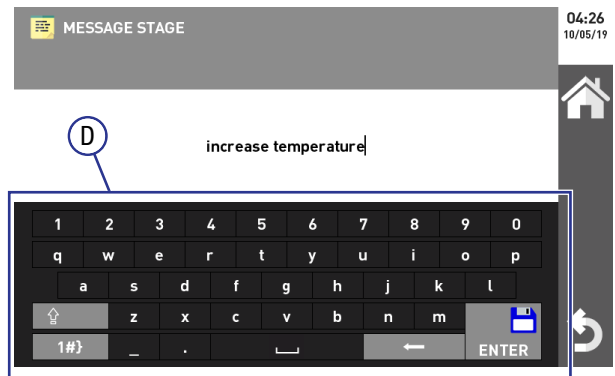 MESSAGE STAGE
04:26
10/05/19
D
increase temperature
1 2 3 4 5 6 7 8 9 0
q w e r t y u i o p
a s d f g h j k l
z x c v b n m
1#} _ . ENTER